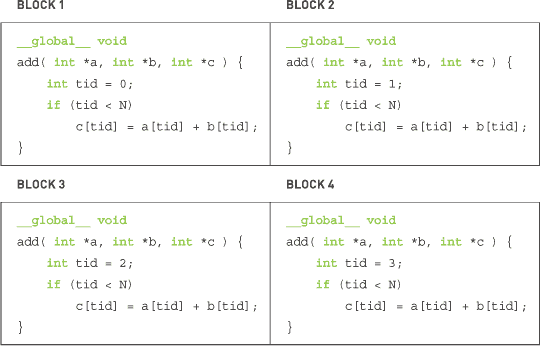 BLOCK 1
__global__ void
add( int *a, int *b, int *c ) {
    int tid = 0;
    if (tid < N)
        c[tid] = a[tid] + b[tid];
}
BLOCK 2
__global__ void
add( int *a, int *b, int *c ) {
    int tid = 1;
    if (tid < N)
        c[tid] = a[tid] + b[tid];
}
BLOCK 3
__global__ void
add( int *a, int *b, int *c ) {
    int tid = 2;
    if (tid < N)
        c[tid] = a[tid] + b[tid];
}
BLOCK 4
__global__ void
add( int *a, int *b, int *c ) {
    int tid = 3;
    if (tid < N)
        c[tid] = a[tid] + b[tid];
}